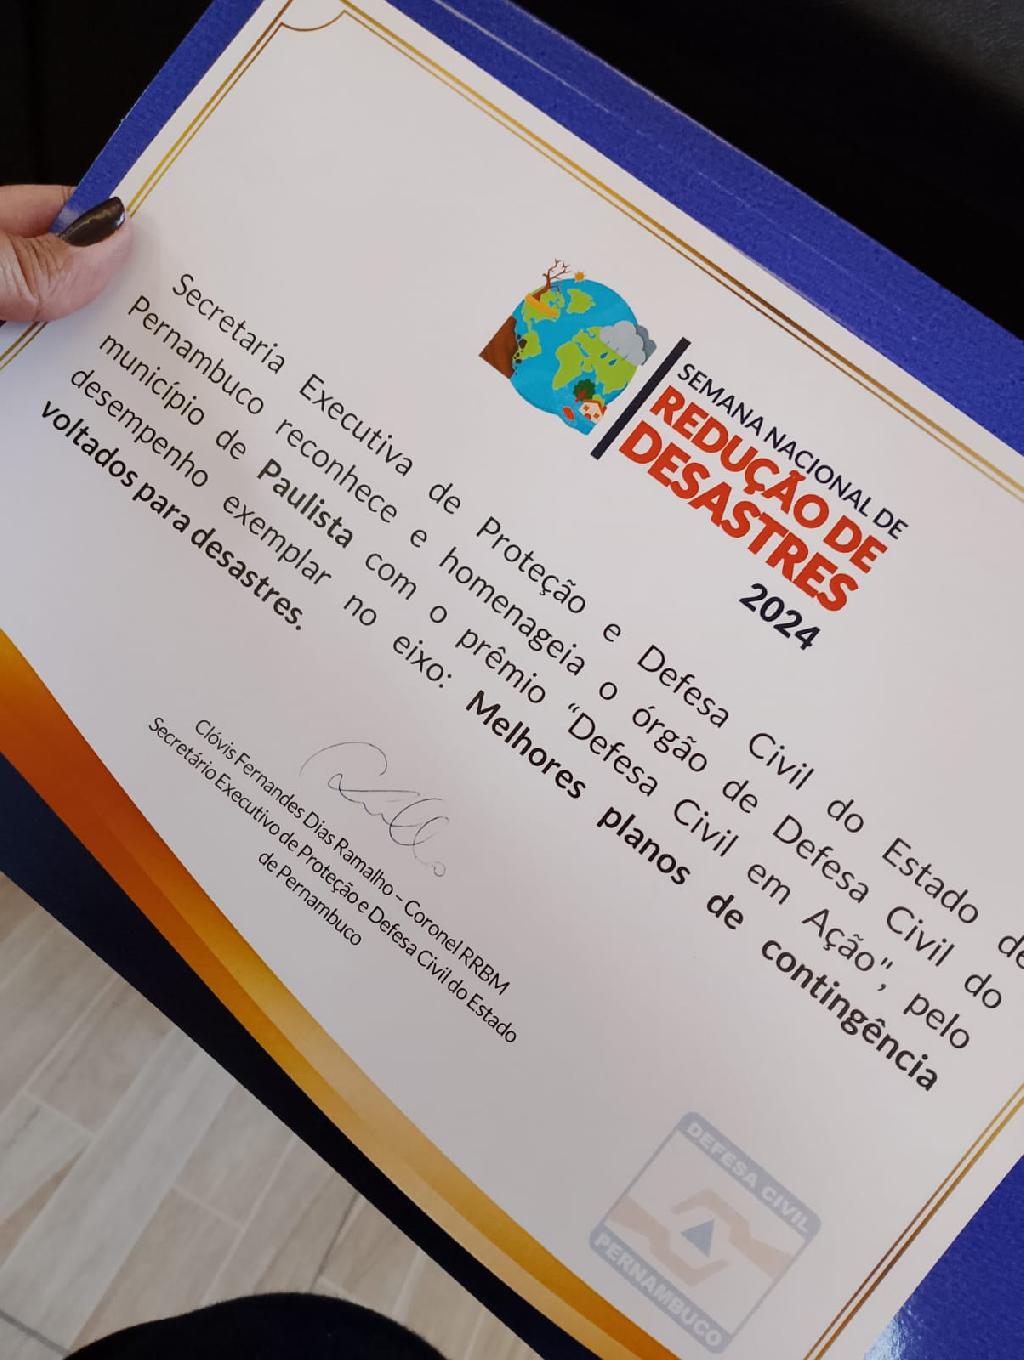 SEMANA NACIONAL DE
REDUÇÃO DE
DESASTRES
2024
Secretaria Executiva de Proteção e Defesa Civil do Estado de
Pernambuco reconhece e homenageia o órgão de Defesa Civil do
município de Paulista com o prêmio “Defesa Civil em Ação", pelo
desempenho exemplar no eixo: Melhores planos de contingência
voltados para desastres.
Clóvis Fernandes Dias Ramalho – Coronel RRBM
Secretário Executivo de Proteção e Defesa Civil do Estado
de Pernambuco
DEFESA CIVIL
PERNAMBUCO